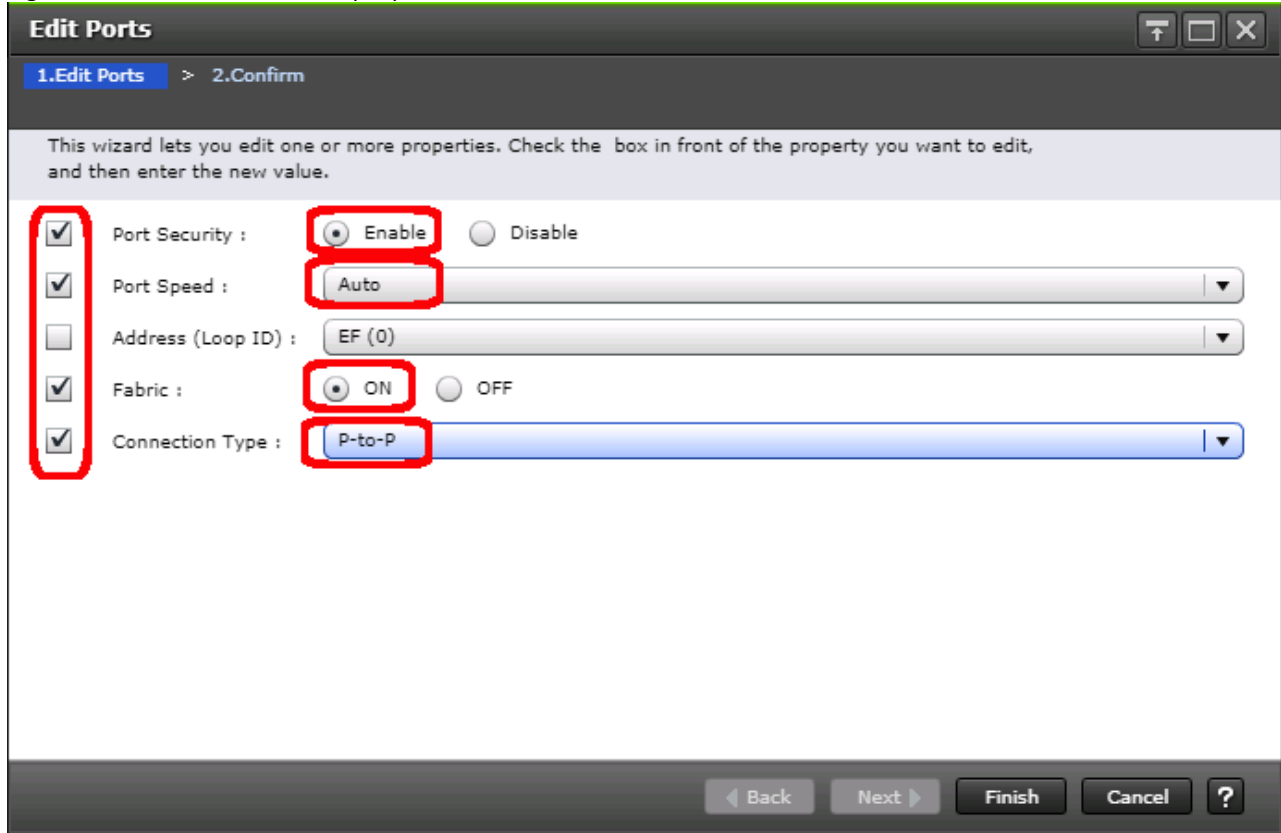 Edit Ports
1.Edit Ports > 2.Confirm
This wizard lets you edit one or more properties. Check the box in front of the property you want to edit,
and then enter the new value.
Port Security : Enable Disable
Port Speed : Auto
Address (Loop ID) : EF (0)
Fabric : ON OFF
Connection Type : P-to-P
Back Next Finish Cancel ?